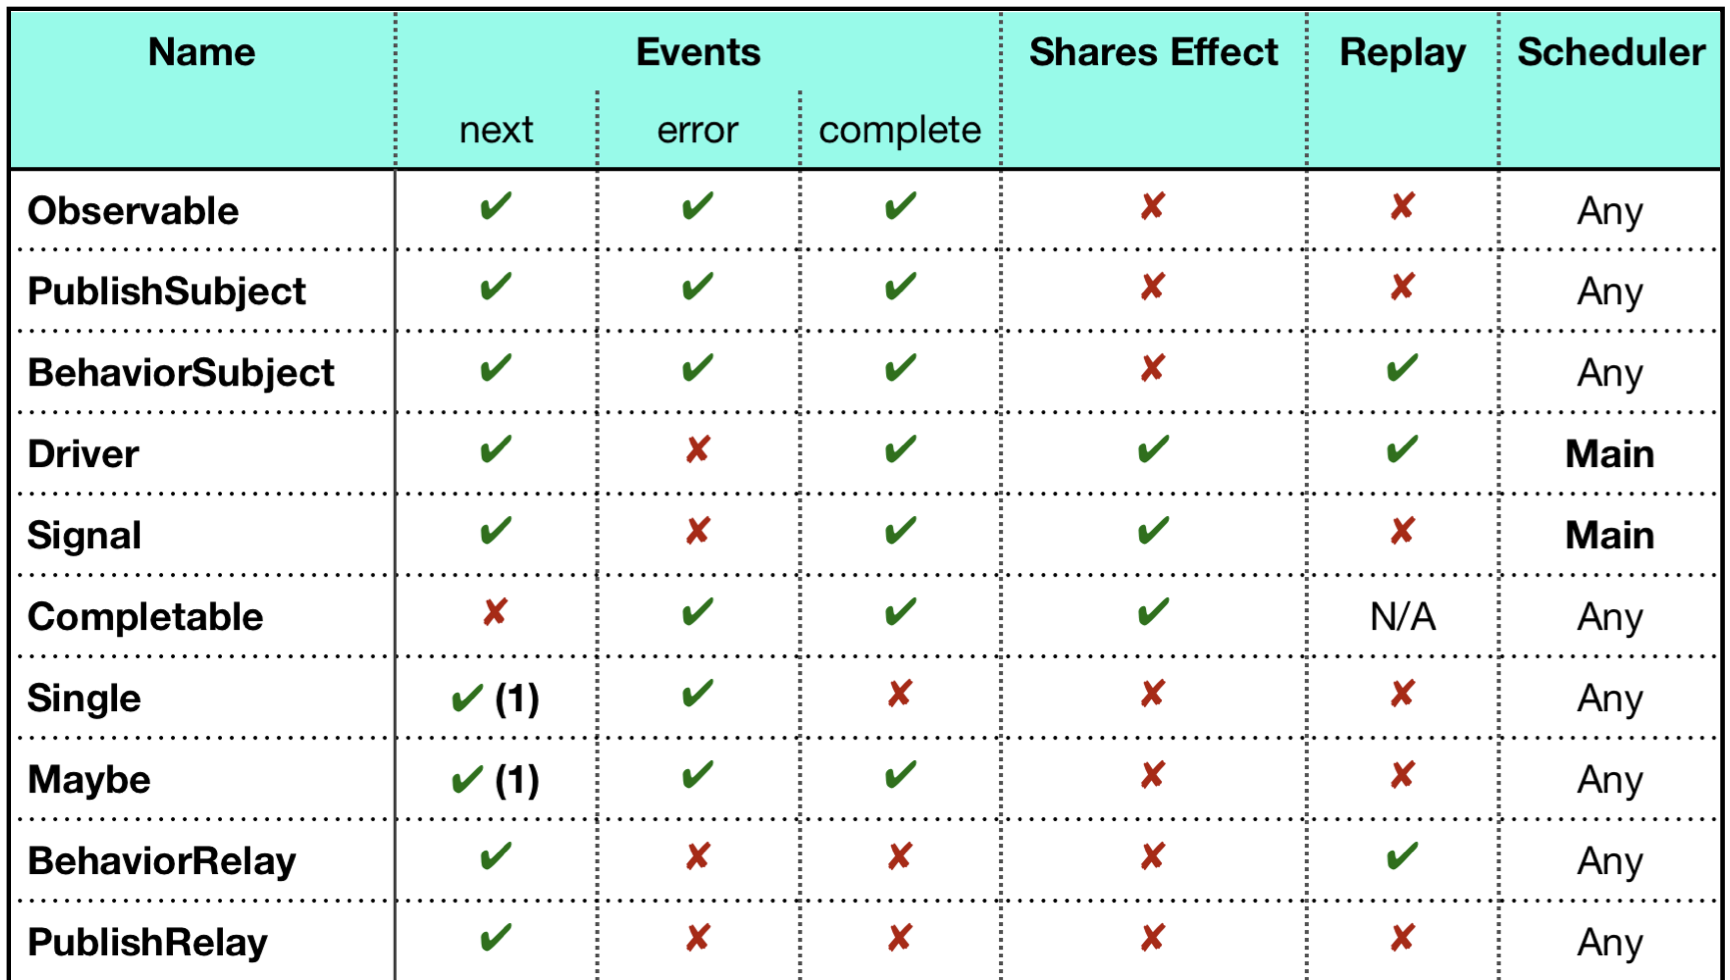 Name Events Shares Effect Replay Scheduler
next error complete
Observable ✔ ✔ ✔ ✘ ✘ Any
PublishSubject ✔ ✔ ✔ ✘ ✘ Any
BehaviorSubject ✔ ✔ ✔ ✘ ✔ Any
Driver ✔ ✘ ✔ ✔ ✔ Main
Signal ✔ ✘ ✔ ✔ ✘ Main
Completable ✘ ✔ ✔ ✔ N/A Any
Single ✔ (1) ✔ ✘ ✘ ✘ Any
Maybe ✔ (1) ✔ ✔ ✘ ✘ Any
BehaviorRelay ✔ ✘ ✘ ✘ ✔ Any
PublishRelay ✔ ✘ ✘ ✘ ✘ Any